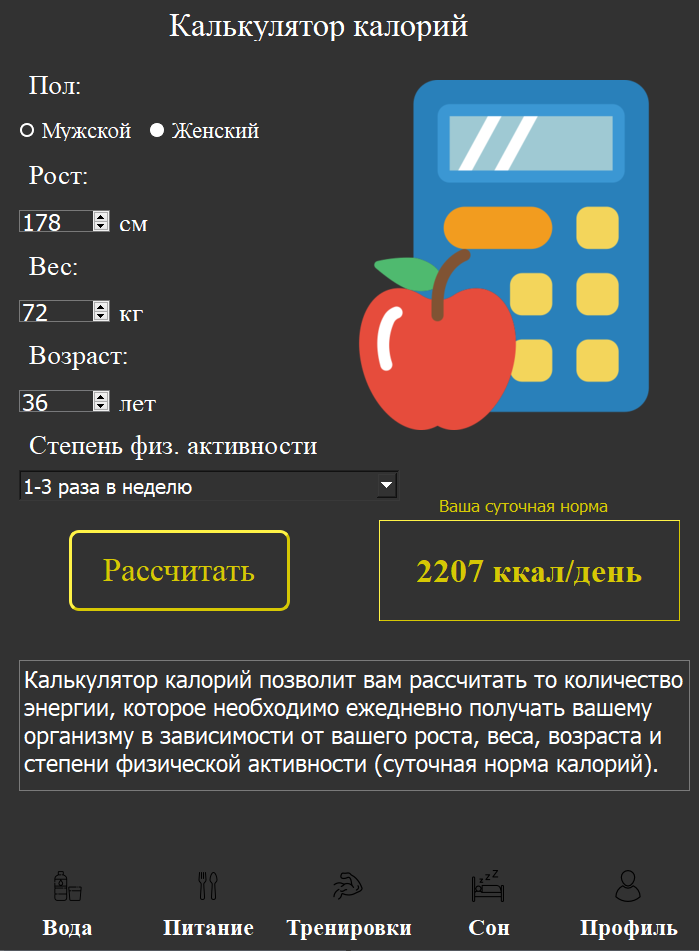 Калькулятор калорий
Пол:
Мужской Женский
Рост:
178 см
Вес:
72 кг
Возраст:
36 лет
Степень физ. активности
1-3 раза в неделю
Ваша суточная норма
Рассчитать
2207 ккал/день
Калькулятор калорий позволит вам рассчитать то количество
энергии, которое необходимо ежедневно получать вашему
организму в зависимости от вашего роста, веса, возраста и
степени физической активности (суточная норма калорий).
z z Z
Вода Питание Тренировки Сон Профиль